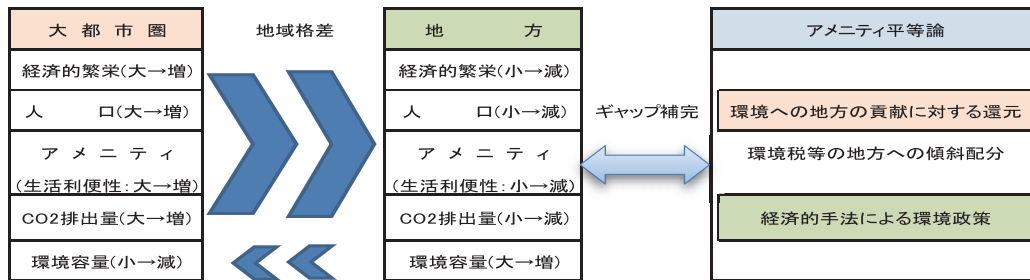 大都市圏
地域格差
地方
アメニティ平等論
経済的繁栄(大→増)
経済的繁栄(小→減)
人口(大→増)
人口(小→減)
ギャップ補完
環境への地方の貢献に対する還元
アメニティ
(生活利便性:大→増)
アメニティ
(生活利便性:小→減)
環境税等の地方への傾斜配分
CO2排出量(大→増)
CO2排出量(小→減)
経済的手法による環境政策
環境容量(小→減)
環境容量(大→増)